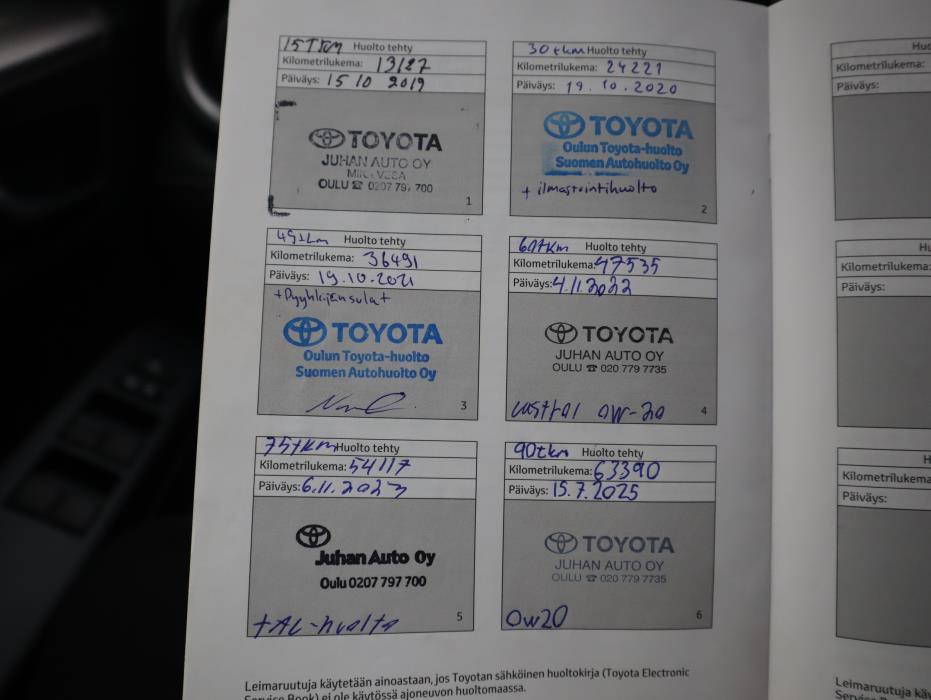 15 TKM Huolto tehty
Kilometrilukema: 13127
Päiväys: 15 10 2019
TOYOTA
JUHAN AUTO OY
OULU ☎ 0207 797 700
1
30 tkm Huolto tehty
Kilometrilukema: 24221
Päiväys: 19.10.2020
TOYOTA
Oulun Toyota-huolto
Suomen Autohuolto Oy
+ ilmastointihuolto
2
45tkm Huolto tehty
Kilometrilukema: 36491
Päiväys: 19.10.2021
+Pyyhkijänsulat
TOYOTA
Oulun Toyota-huolto
Suomen Autohuolto Oy
3
60tkm Huolto tehty
Kilometrilukema: 47535
Päiväys: 4.11.2022
TOYOTA
JUHAN AUTO OY
OULU ☎ 020 779 7735
castrol 0W-20
4
75tkm Huolto tehty
Kilometrilukema: 54117
Päiväys: 6.11.2023
Juhan Auto Oy
Oulu 0207 797 700
+AC-huolto
5
90tkm Huolto tehty
Kilometrilukema: 63390
Päiväys: 15.7.2025
TOYOTA
JUHAN AUTO OY
OULU ☎ 020 779 7735
0w20
6
Leimaruutuja käytetään ainoastaan, jos Toyotan sähköinen huoltokirja (Toyota Electronic
Service Book) ei ole käytössä ajoneuvon huoltomaassa.
Kilometrilukema:
Päiväys:
Kilometrilukema:
Päiväys:
Kilometrilukema
Päiväys:
Leimaruutuja